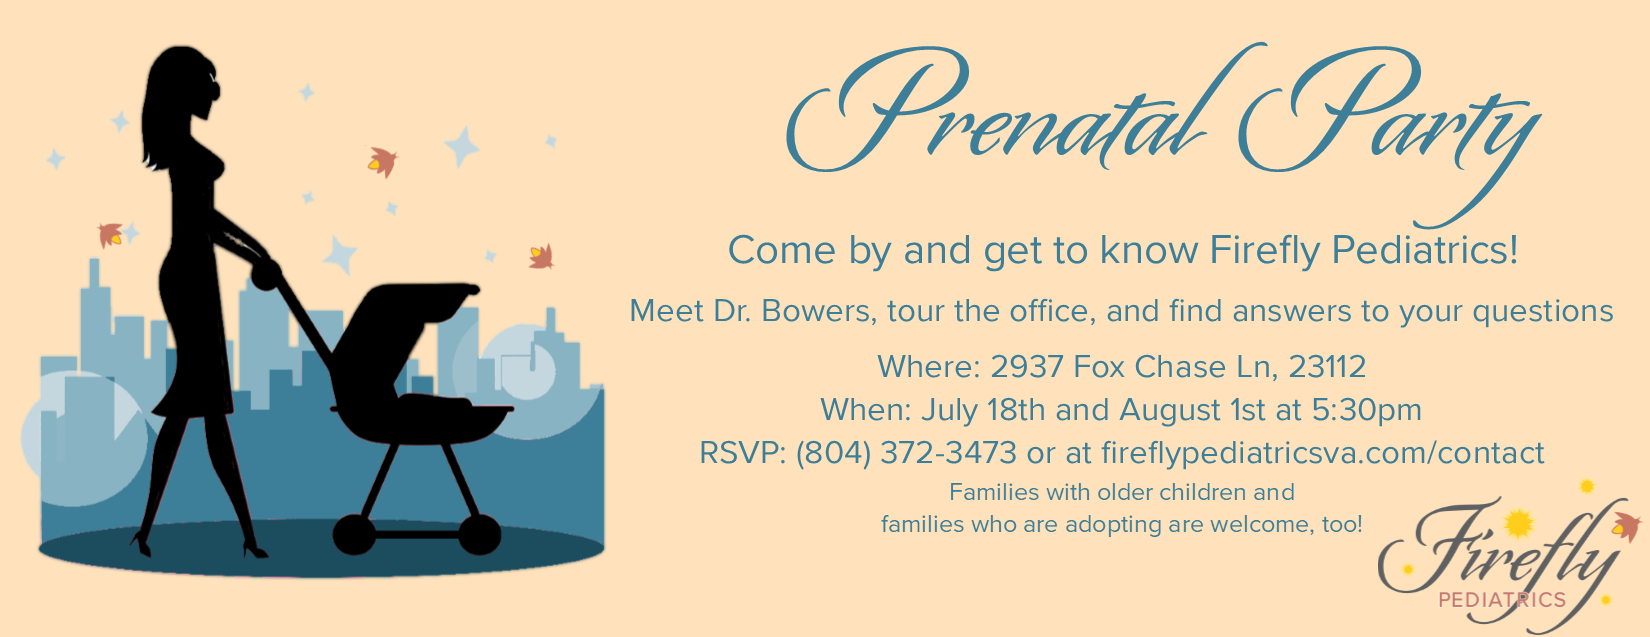 Prenatal Party
Come by and get to know Firefly Pediatrics!
Meet Dr. Bowers, tour the office, and find answers to your questions
Where: 2937 Fox Chase Ln, 23112
When: July 18th and August 1st at 5:30pm
RSVP: (804) 372-3473 or at fireflypediatricsva.com/contact
Families with older children and
families who are adopting are welcome, too!
Firefly
PEDIATRICS